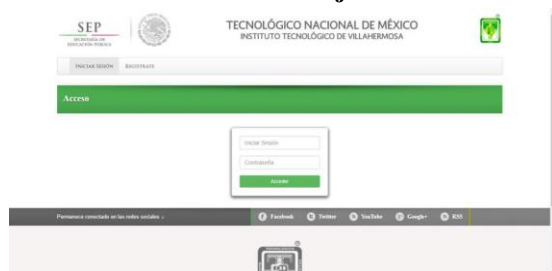 SEP
SECRETARÍA DE
EDUCACIÓN PÚBLICA
TECNOLÓGICO NACIONAL DE MÉXICO
INSTITUTO TECNOLÓGICO DE VILLAHERMOSA
INICIAR SESIÓN REGISTRATE
Acceso
Iniciar Sesión
Contraseña
Acceder
Permanece conectado en las redes sociales
Facebook Twitter YouTube Google+ RSS